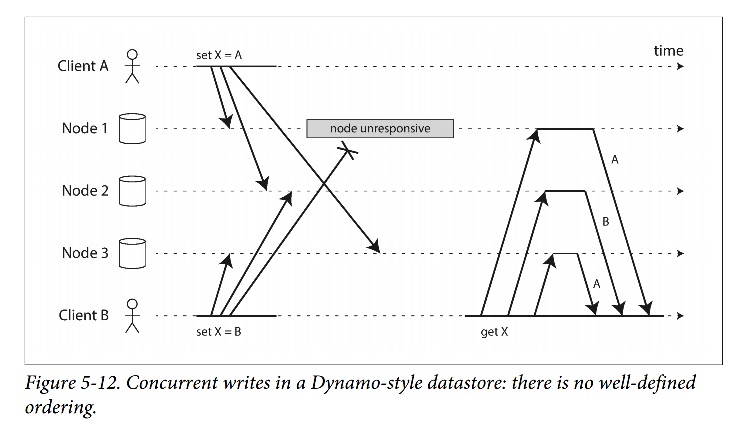 set X = A
time
Client A
Node 1
node unresponsive
A
Node 2
B
Node 3
A
Client B
set X = B
get X
Figure 5-12. Concurrent writes in a Dynamo-style datastore: there is no well-defined
ordering.